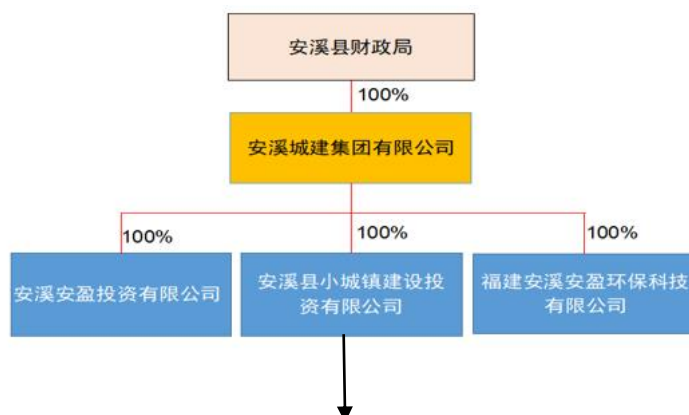 安溪县财政局
100%
安溪城建集团有限公司
100%
100%
100%
安溪安盈投资有限公司
安溪县小城镇建设投
资有限公司
福建安溪安盈环保科技
有限公司